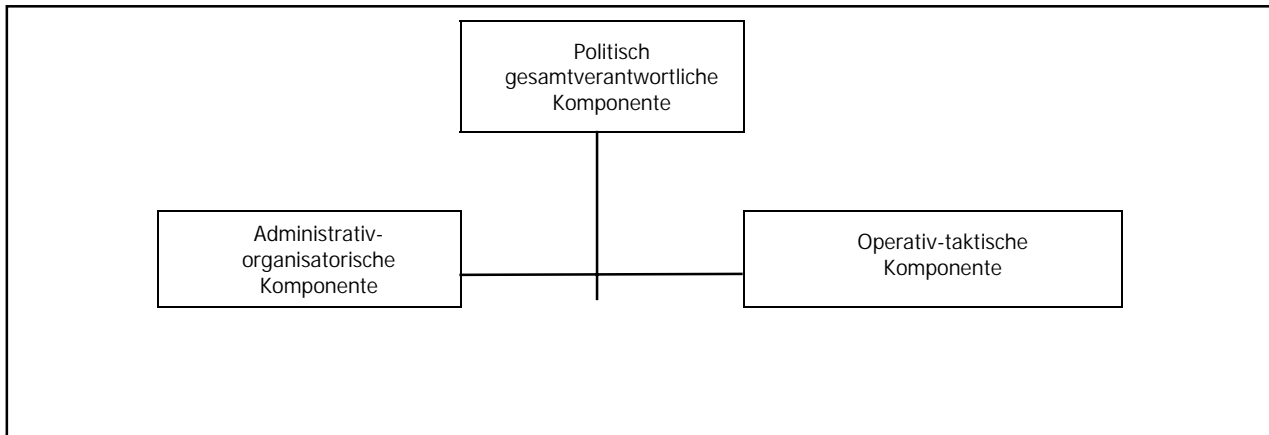 Politisch
gesamtverantwortliche
Komponente
Administrativ-
organisatorische
Komponente
Operativ-taktische
Komponente